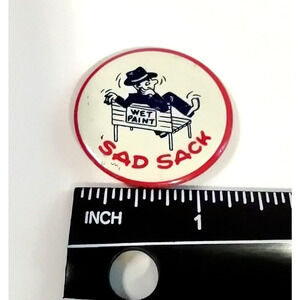 WET
PAINT
SAD SACK
INCH 1